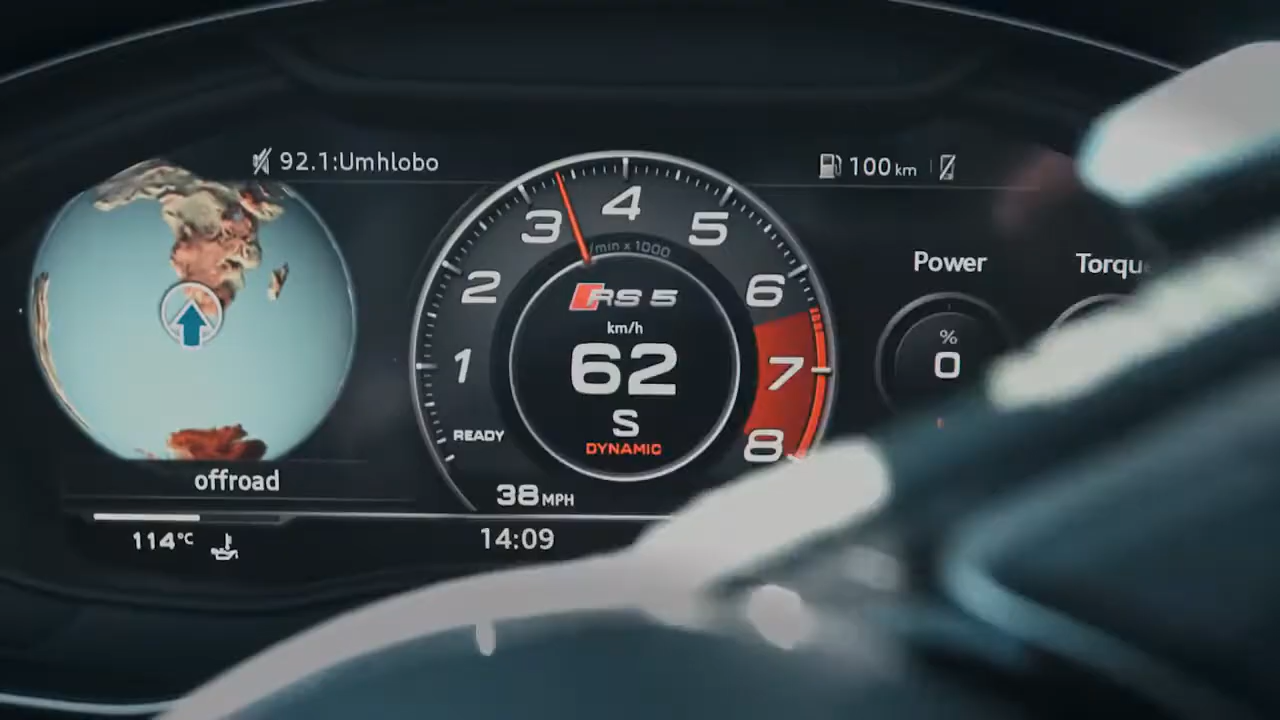 92.1:Umhlobo
100 km
1
2
3
4
5
6
7
8
/min x 1000
RS 5
km/h
62
S
DYNAMIC
READY
38 MPH
14:09
Power
%
0
Torqu
offroad
114°C